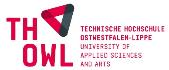 TH
OWL
TECHNISCHE HOCHSCHULE
OSTWESTFALEN-LIPPE
UNIVERSITY OF
APPLIED SCIENCES
AND ARTS